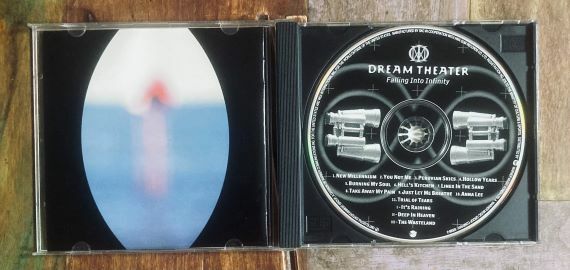 DREAM THEATER
Falling Into Infinity
1. New Millennium 2. You Not Me 3. Peruvian Skies 4. Hollow Years
5. Burning My Soul 6. Hell's Kitchen 7. Lines In The Sand
8. Take Away My Pain 9. Just Let Me Breathe 10. Anna Lee
11. Trial of Tears
I - It's Raining
II - Deep In Heaven
III - The Wasteland